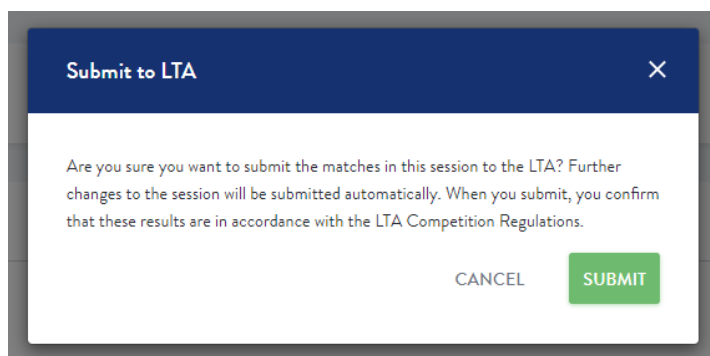 Submit to LTA
Are you sure you want to submit the matches in this session to the LTA? Further
changes to the session will be submitted automatically. When you submit, you confirm
that these results are in accordance with the LTA Competition Regulations.
CANCEL SUBMIT